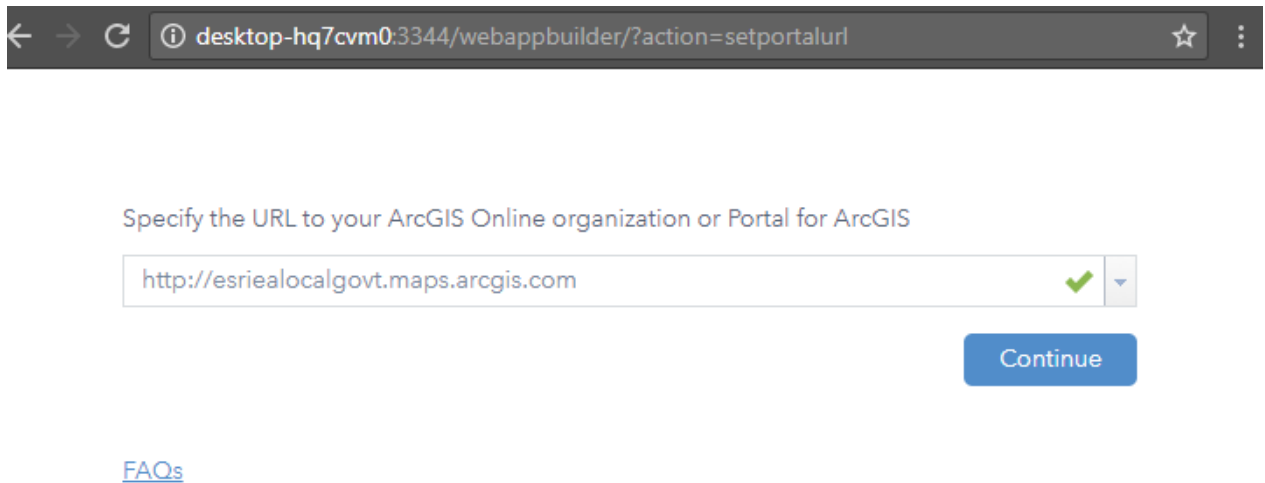 desktop-hq7cvm0:3344/webappbuilder/?action=setportalurl
Specify the URL to your ArcGIS Online organization or Portal for ArcGIS
http://esriealocalgovt.maps.arcgis.com
Continue
FAQs